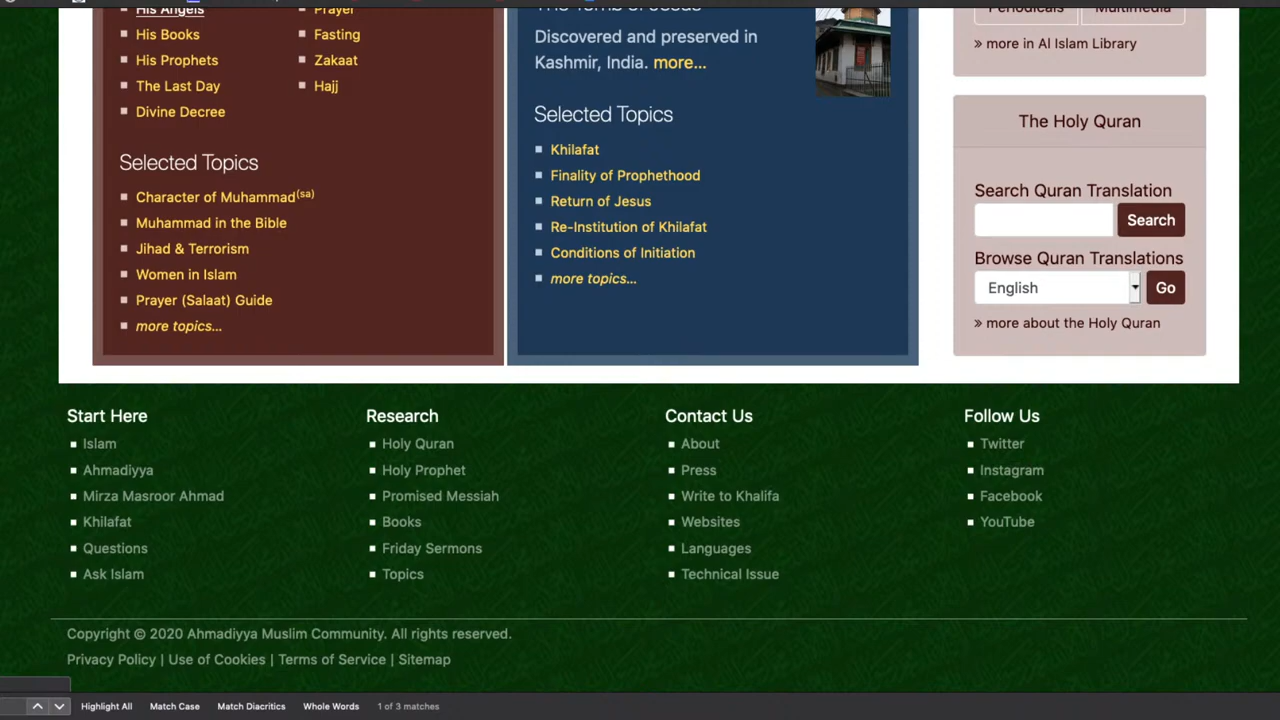 His Angels
His Books
His Prophets
The Last Day
Divine Decree
Prayer
Fasting
Zakaat
Hajj
Selected Topics
Character of Muhammad(sa)
Muhammad in the Bible
Jihad & Terrorism
Women in Islam
Prayer (Salaat) Guide
more topics...
The Tomb of Jesus
Discovered and preserved in
Kashmir, India. more...
Selected Topics
Khilafat
Finality of Prophethood
Return of Jesus
Re-Institution of Khilafat
Conditions of Initiation
more topics...
Periodicals
Multimedia
» more in Al Islam Library
The Holy Quran
Search Quran Translation
Search
Browse Quran Translations
English
Go
» more about the Holy Quran
Start Here
Islam
Ahmadiyya
Mirza Masroor Ahmad
Khilafat
Questions
Ask Islam
Research
Holy Quran
Holy Prophet
Promised Messiah
Books
Friday Sermons
Topics
Contact Us
About
Press
Write to Khalifa
Websites
Languages
Technical Issue
Follow Us
Twitter
Instagram
Facebook
YouTube
Copyright © 2020 Ahmadiyya Muslim Community. All rights reserved.
Privacy Policy | Use of Cookies | Terms of Service | Sitemap
Highlight All Match Case Match Diacritics Whole Words 1 of 3 matches